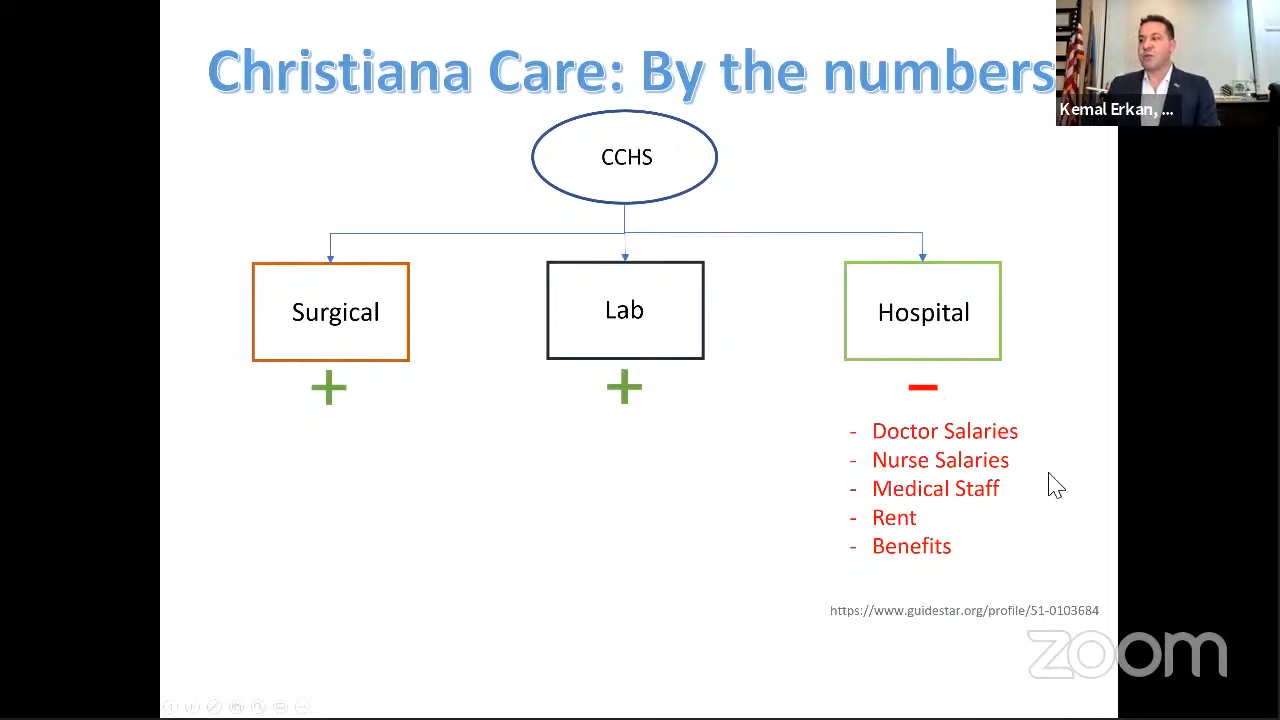 Christiana Care: By the numbers
Kemal Erkan, ...
CCHS
Surgical
Lab
Hospital
+
+
−
- Doctor Salaries
- Nurse Salaries
- Medical Staff
- Rent
- Benefits
https://www.guidestar.org/profile/51-0103684
zoom